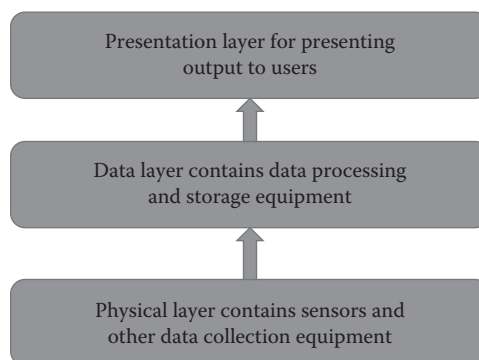 Presentation layer for presenting
output to users
Data layer contains data processing
and storage equipment
Physical layer contains sensors and
other data collection equipment